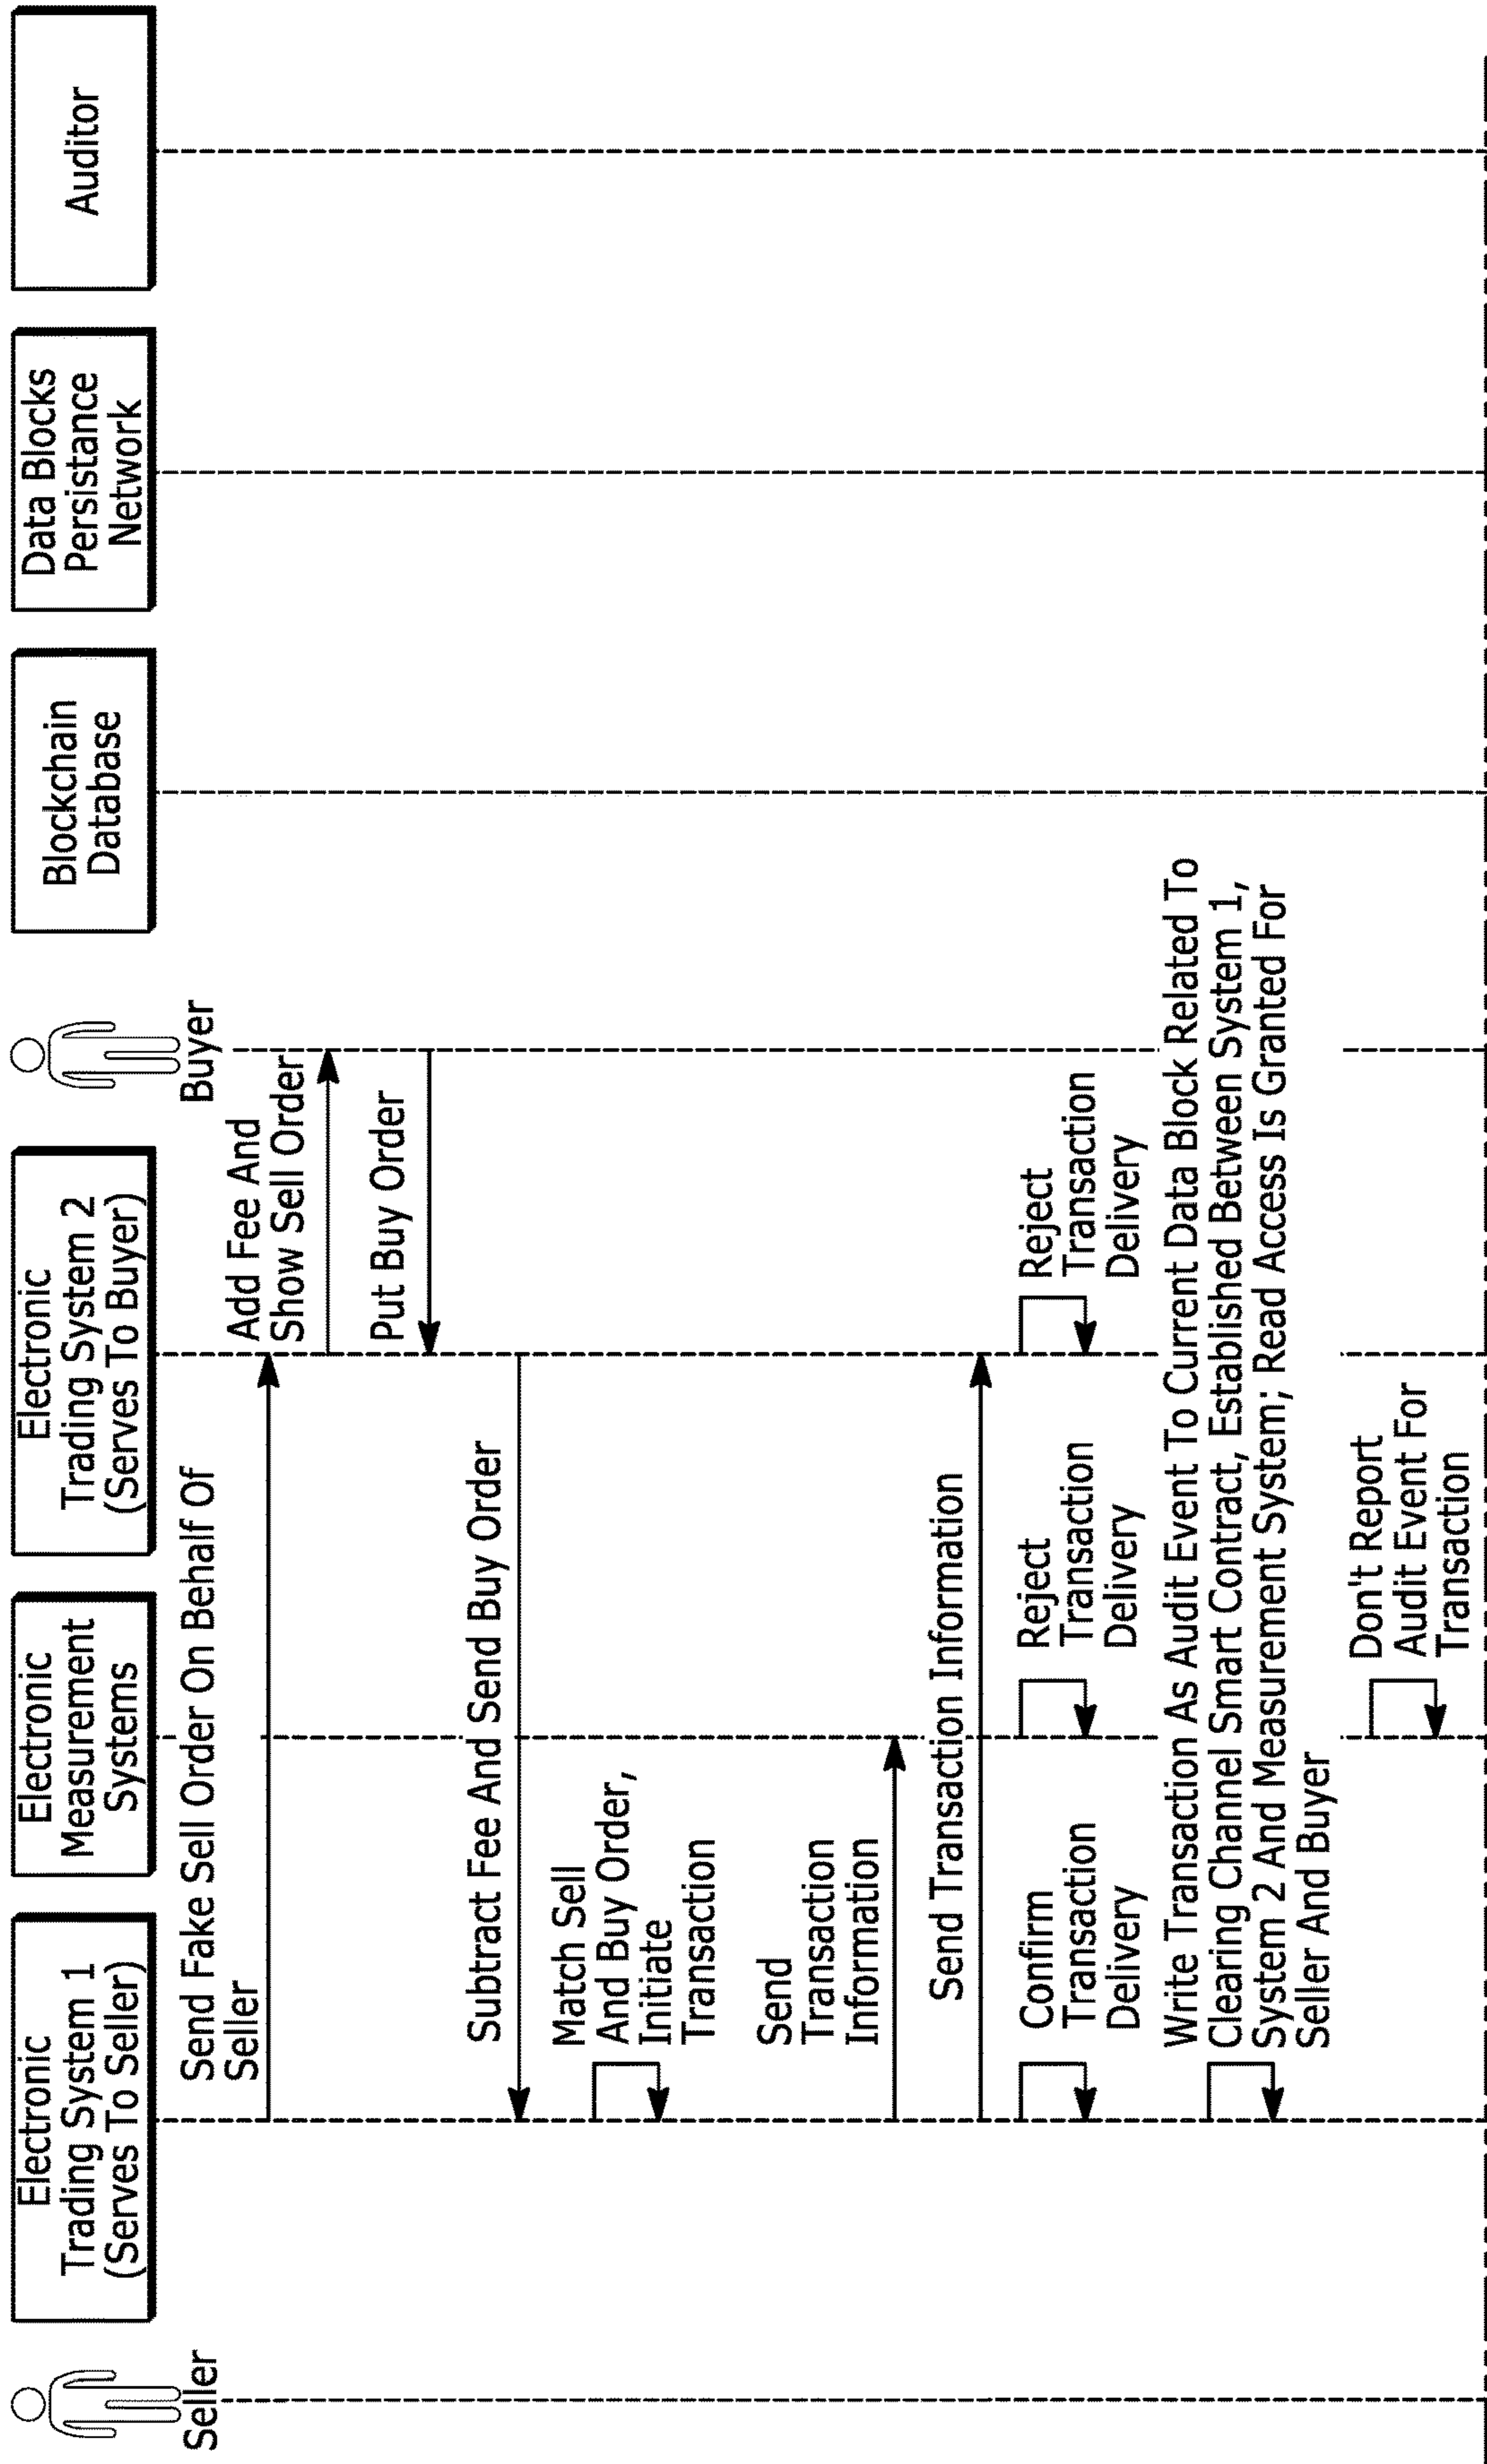 Seller
Electronic
Trading System 1
(Serves To Seller)
Electronic
Measurement
Systems
Electronic
Trading System 2
(Serves To Buyer)
Buyer
Blockchain
Database
Data Blocks
Persistance
Network
Auditor
Send Fake Sell Order On Behalf Of
Seller
Add Fee And
Show Sell Order
Put Buy Order
Subtract Fee And Send Buy Order
Match Sell
And Buy Order,
Initiate
Transaction
Send
Transaction
Information
Send Transaction Information
Confirm
Transaction
Delivery
Reject
Transaction
Delivery
Reject
Transaction
Delivery
Write Transaction As Audit Event To Current Data Block Related To
Clearing Channel Smart Contract, Established Between System 1,
System 2 And Measurement System; Read Access Is Granted For
Seller And Buyer
Don't Report
Audit Event For
Transaction